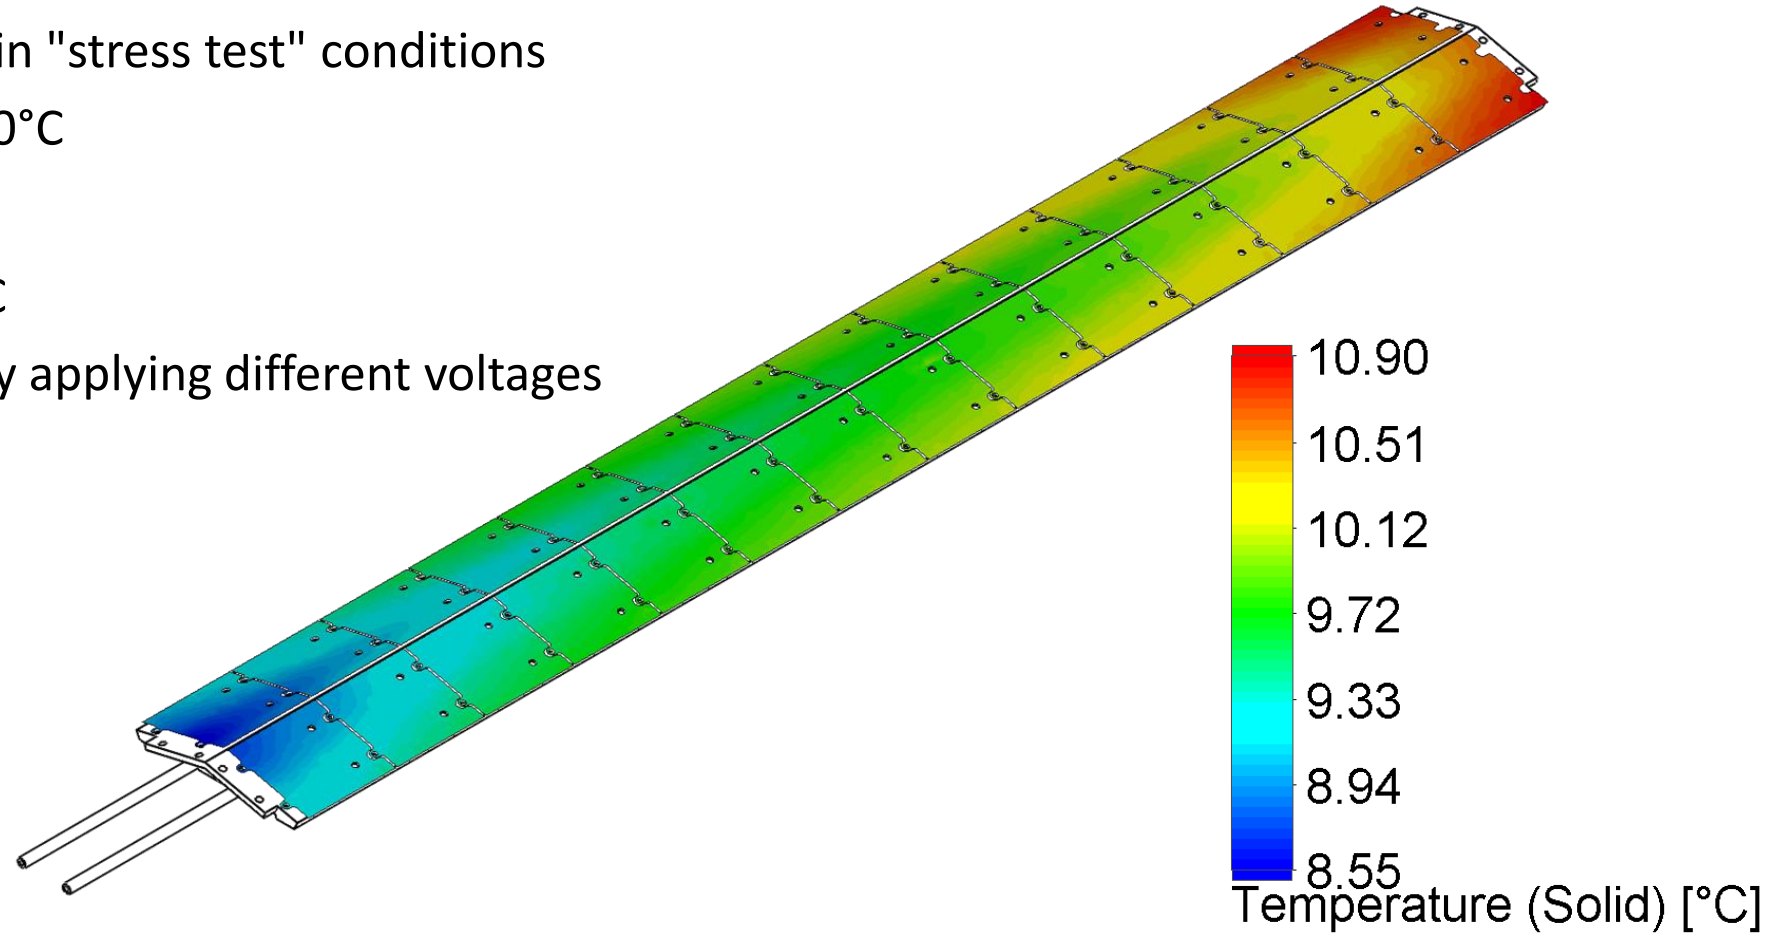 in "stress test" conditions
0°C
C
y applying different voltages
10.90
10.51
10.12
9.72
9.33
8.94
8.55
Temperature (Solid) [°C]